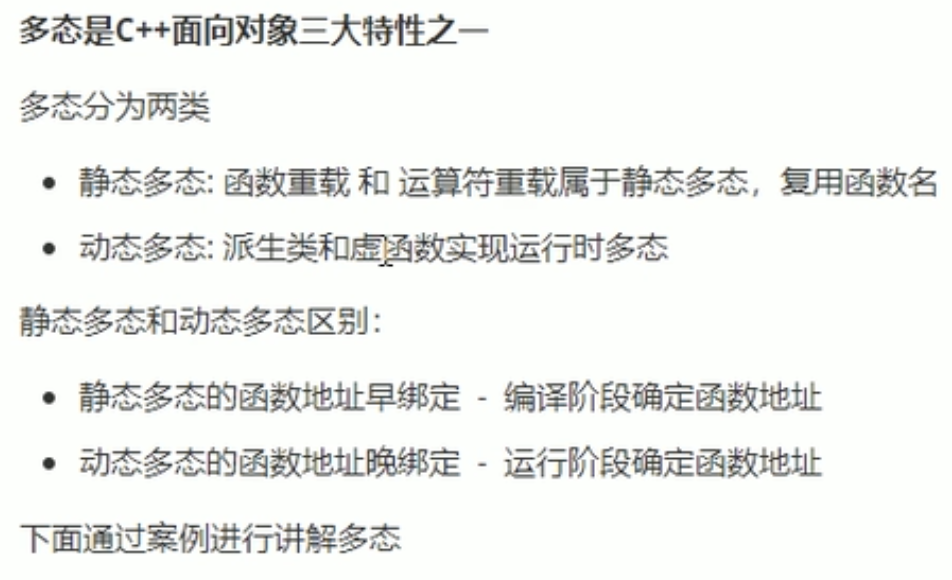 多态是C++面向对象三大特性之一
多态分为两类
• 静态多态: 函数重载 和 运算符重载属于静态多态，复用函数名
• 动态多态: 派生类和虚函数实现运行时多态
静态多态和动态多态区别：
• 静态多态的函数地址早绑定 - 编译阶段确定函数地址
• 动态多态的函数地址晚绑定 - 运行阶段确定函数地址
下面通过案例进行讲解多态